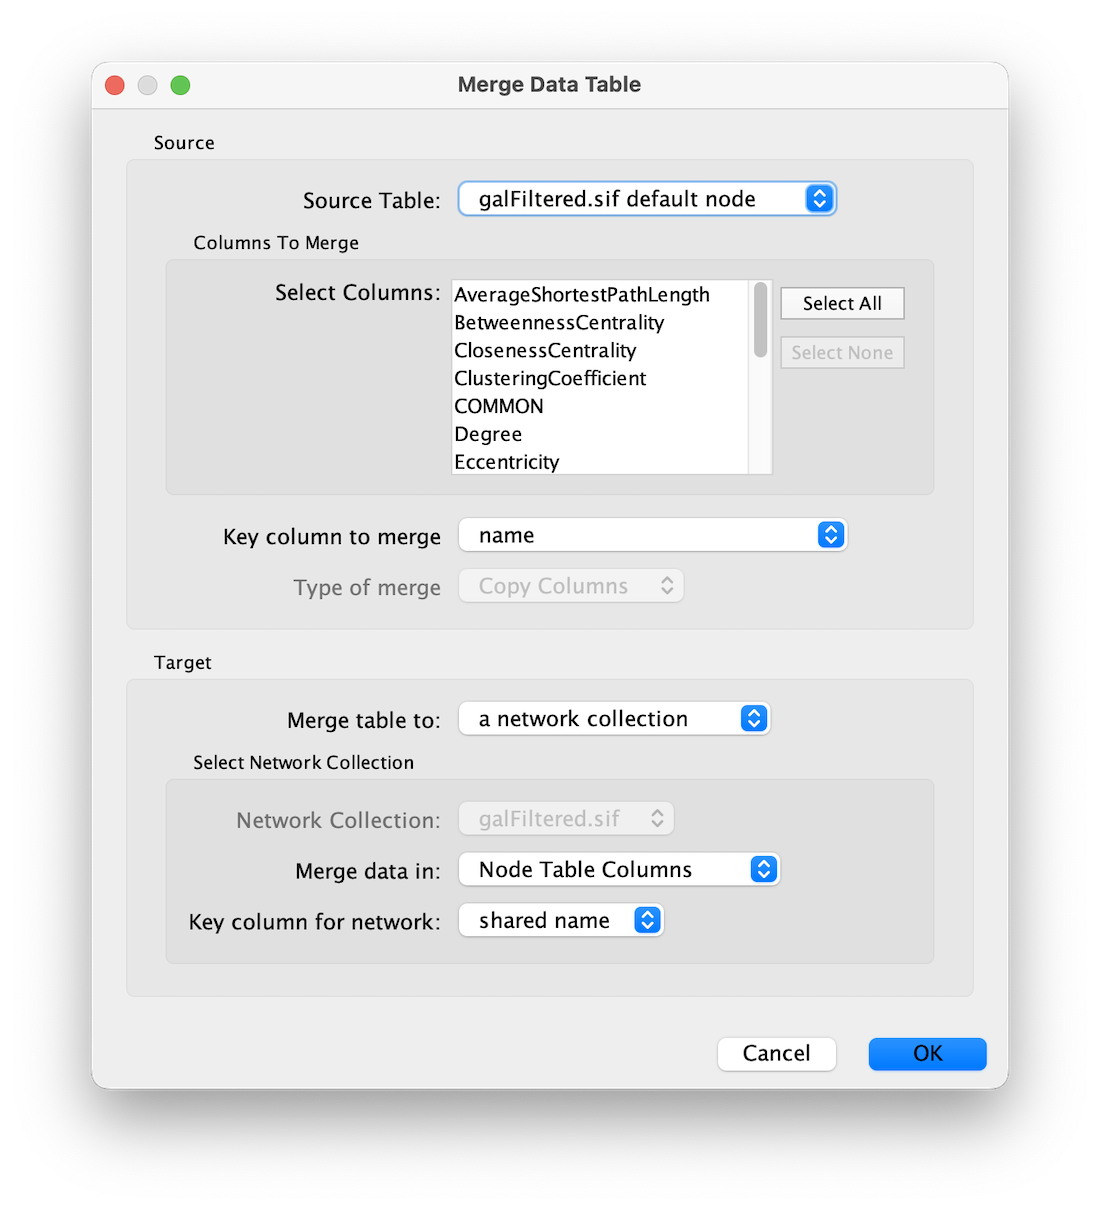 Merge Data Table
Source
Source Table: galFiltered.sif default node
Columns To Merge
Select Columns: AverageShortestPathLength
Select All
BetweennessCentrality
ClosenessCentrality
Select None
ClusteringCoefficient
COMMON
Degree
Eccentricity
Key column to merge name
Type of merge Copy Columns
Target
Merge table to: a network collection
Select Network Collection
Network Collection: galFiltered.sif
Merge data in: Node Table Columns
Key column for network: shared name
Cancel OK